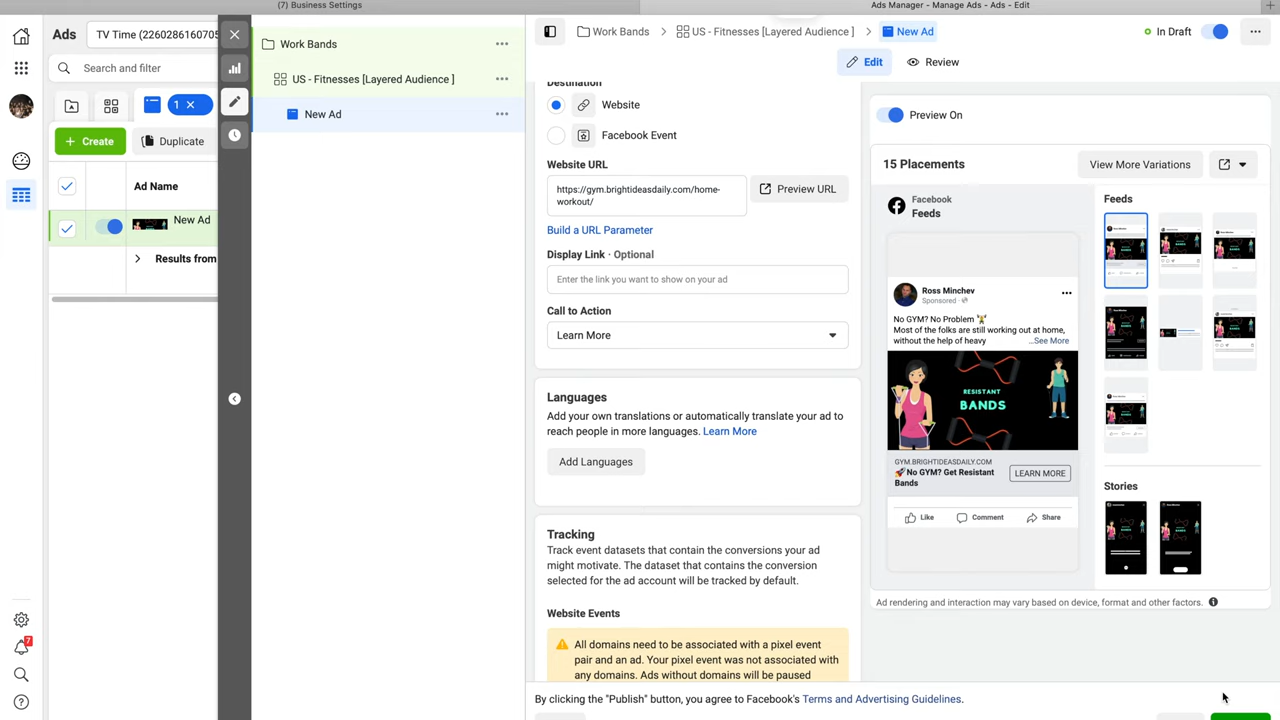 (7) Business Settings
Ads Manager - Manage Ads - Ads - Edit
Ads
TV Time (2260286160705
Search and filter
1
Create
Duplicate
Ad Name
New Ad
Results from
7
Work Bands
US - Fitnesses [Layered Audience ]
New Ad
Work Bands
US - Fitnesses [Layered Audience ]
New Ad
In Draft
Edit
Review
Destination
Website
Facebook Event
Website URL
https://gym.brightideasdaily.com/home-
workout/
Preview URL
Build a URL Parameter
Display Link · Optional
Enter the link you want to show on your ad
Call to Action
Learn More
Languages
Add your own translations or automatically translate your ad to
reach people in more languages. Learn More
Add Languages
Tracking
Track event datasets that contain the conversions your ad
might motivate. The dataset that contains the conversion
selected for the ad account will be tracked by default.
Website Events
All domains need to be associated with a pixel event
pair and an ad. Your pixel event was not associated with
any domains. Ads without domains will be paused
By clicking the "Publish" button, you agree to Facebook's Terms and Advertising Guidelines.
Preview On
15 Placements
View More Variations
Facebook
Feeds
Ross Minchev
Sponsored ·
No GYM? No Problem 🏋️
Most of the folks are still working out at home,
without the help of heavy ...See More
RESISTANT
BANDS
GYM.BRIGHTIDEASDAILY.COM
🚀No GYM? Get Resistant
Bands
LEARN MORE
Like
Comment
Share
Feeds
Stories
Ad rendering and interaction may vary based on device, format and other factors.